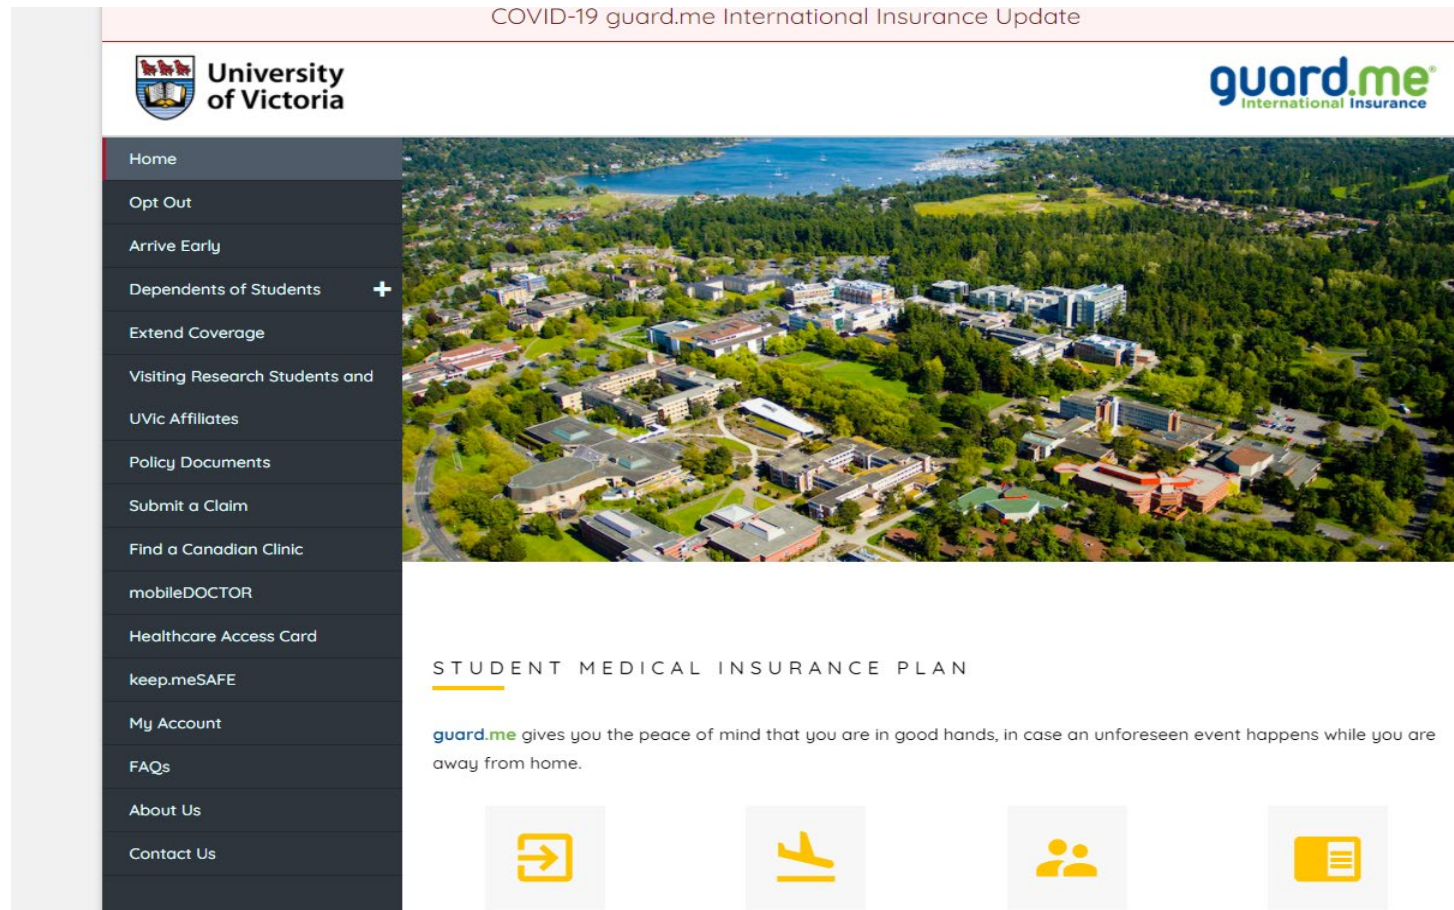 COVID-19 guard.me International Insurance Update
University
of Victoria
guard.me®
International Insurance
Home
Opt Out
Arrive Early
Dependents of Students +
Extend Coverage
Visiting Research Students and
UVic Affiliates
Policy Documents
Submit a Claim
Find a Canadian Clinic
mobileDOCTOR
Healthcare Access Card
keep.meSAFE
My Account
FAQs
About Us
Contact Us
STUDENT MEDICAL INSURANCE PLAN
guard.me gives you the peace of mind that you are in good hands, in case an unforeseen event happens while you are
away from home.